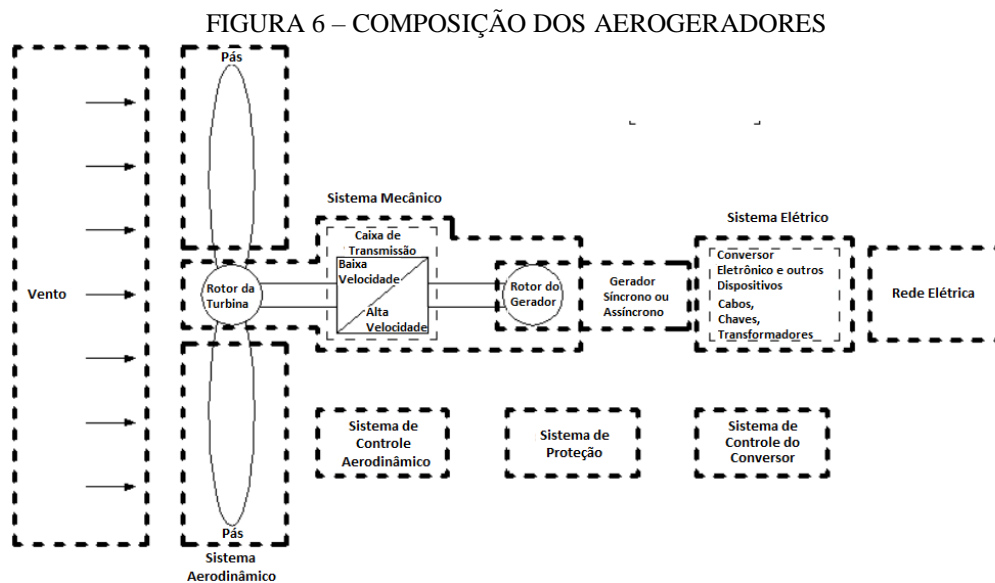 FIGURA 6 – COMPOSIÇÃO DOS AEROGERADORES
Pás
Vento
Rotor da
Turbina
Pás
Sistema
Aerodinâmico
Sistema Mecânico
Caixa de
Transmissão
Baixa
Velocidade
Alta
Velocidade
Rotor do
Gerador
Gerador
Síncrono ou
Assíncrono
Sistema Elétrico
Conversor
Eletrônico e outros
Dispositivos
Cabos,
Chaves,
Transformadores
Rede Elétrica
Sistema de
Controle
Aerodinâmico
Sistema de
Proteção
Sistema de
Controle do
Conversor